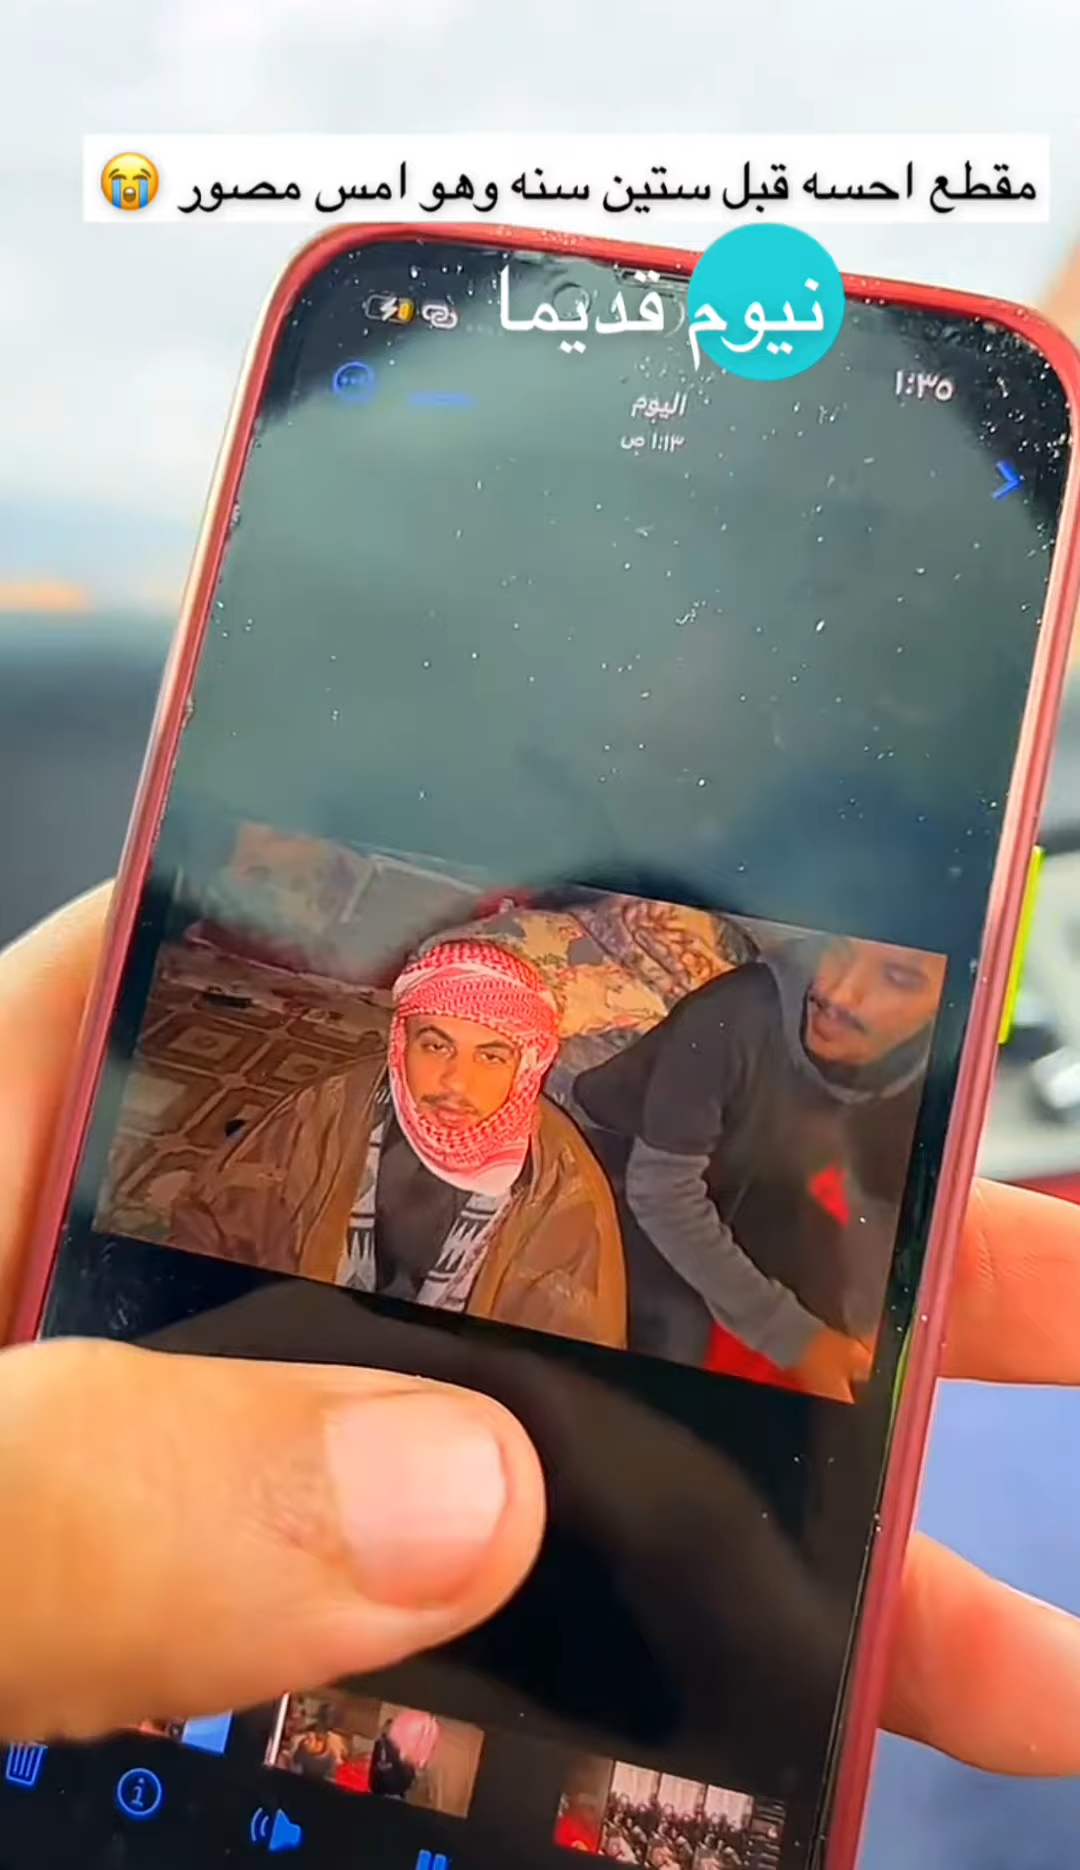 مقطع احسه قبل ستين سنه وهو امس مصور 😭
نيوم قديما
١:٣٥
اليوم
١:١٣ ص